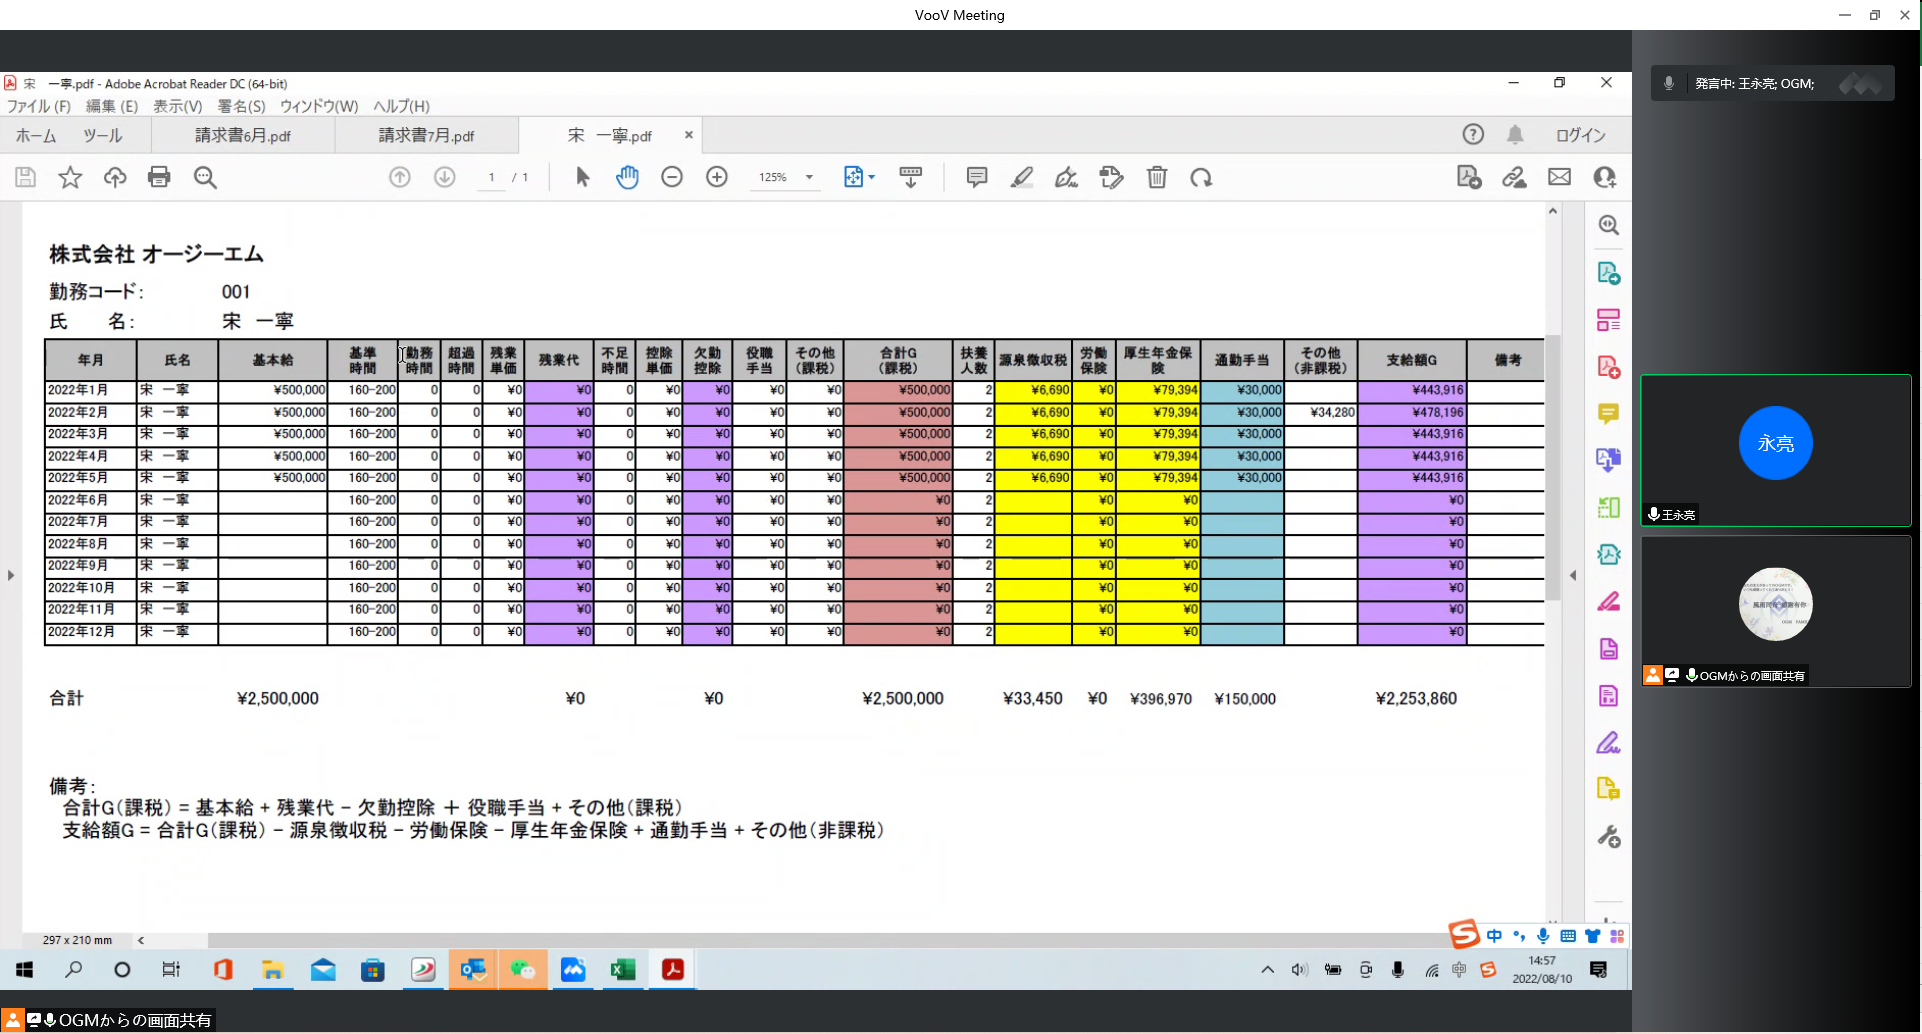 VooV Meeting
宋　一寧.pdf - Adobe Acrobat Reader DC (64-bit)
ファイル(F) 編集(E) 表示(V) 署名(S) ウィンドウ(W) ヘルプ(H)
ホーム ツール 請求書6月.pdf 請求書7月.pdf 宋　一寧.pdf × ログイン
1 / 1 125%
株式会社 オージーエム
勤務コード: 001
氏　　名: 宋　一寧
年月 氏名 基本給 基準時間 勤務時間 超過時間 残業単価 残業代 不足時間 控除単価 欠勤控除 役職手当 その他(課税) 合計G(課税) 扶養人数 源泉徴収税 労働保険 厚生年金保険 通勤手当 その他(非課税) 支給額G 備考
2022年1月 宋　一寧 ¥500,000 160-200 0 0 ¥0 ¥0 0 ¥0 ¥0 ¥0 ¥0 ¥500,000 2 ¥6,690 ¥0 ¥79,394 ¥30,000 ¥443,916
2022年2月 宋　一寧 ¥500,000 160-200 0 0 ¥0 ¥0 0 ¥0 ¥0 ¥0 ¥0 ¥500,000 2 ¥6,690 ¥0 ¥79,394 ¥30,000 ¥34,280 ¥478,196
2022年3月 宋　一寧 ¥500,000 160-200 0 0 ¥0 ¥0 0 ¥0 ¥0 ¥0 ¥0 ¥500,000 2 ¥6,690 ¥0 ¥79,394 ¥30,000 ¥443,916
2022年4月 宋　一寧 ¥500,000 160-200 0 0 ¥0 ¥0 0 ¥0 ¥0 ¥0 ¥0 ¥500,000 2 ¥6,690 ¥0 ¥79,394 ¥30,000 ¥443,916
2022年5月 宋　一寧 ¥500,000 160-200 0 0 ¥0 ¥0 0 ¥0 ¥0 ¥0 ¥0 ¥500,000 2 ¥6,690 ¥0 ¥79,394 ¥30,000 ¥443,916
2022年6月 宋　一寧 160-200 0 0 ¥0 ¥0 0 ¥0 ¥0 ¥0 ¥0 ¥0 2 ¥0 ¥0 ¥0
2022年7月 宋　一寧 160-200 0 0 ¥0 ¥0 0 ¥0 ¥0 ¥0 ¥0 ¥0 2 ¥0 ¥0 ¥0
2022年8月 宋　一寧 160-200 0 0 ¥0 ¥0 0 ¥0 ¥0 ¥0 ¥0 ¥0 2 ¥0 ¥0 ¥0
2022年9月 宋　一寧 160-200 0 0 ¥0 ¥0 0 ¥0 ¥0 ¥0 ¥0 ¥0 2 ¥0 ¥0 ¥0
2022年10月 宋　一寧 160-200 0 0 ¥0 ¥0 0 ¥0 ¥0 ¥0 ¥0 ¥0 2 ¥0 ¥0 ¥0
2022年11月 宋　一寧 160-200 0 0 ¥0 ¥0 0 ¥0 ¥0 ¥0 ¥0 ¥0 2 ¥0 ¥0 ¥0
2022年12月 宋　一寧 160-200 0 0 ¥0 ¥0 0 ¥0 ¥0 ¥0 ¥0 ¥0 2 ¥0 ¥0 ¥0
合計 ¥2,500,000 ¥0 ¥0 ¥2,500,000 ¥33,450 ¥0 ¥396,970 ¥150,000 ¥2,253,860
備考:
合計G(課税) = 基本給 + 残業代 - 欠勤控除 ＋ 役職手当 + その他(課税)
支給額G = 合計G(課税) - 源泉徴収税 - 労働保険 - 厚生年金保険 + 通勤手当 + その他(非課税)
297 x 210 mm
中
14:57
2022/08/10
OGMからの画面共有
発言中: 王永亮; OGM;
永亮
王永亮
OGMからの画面共有